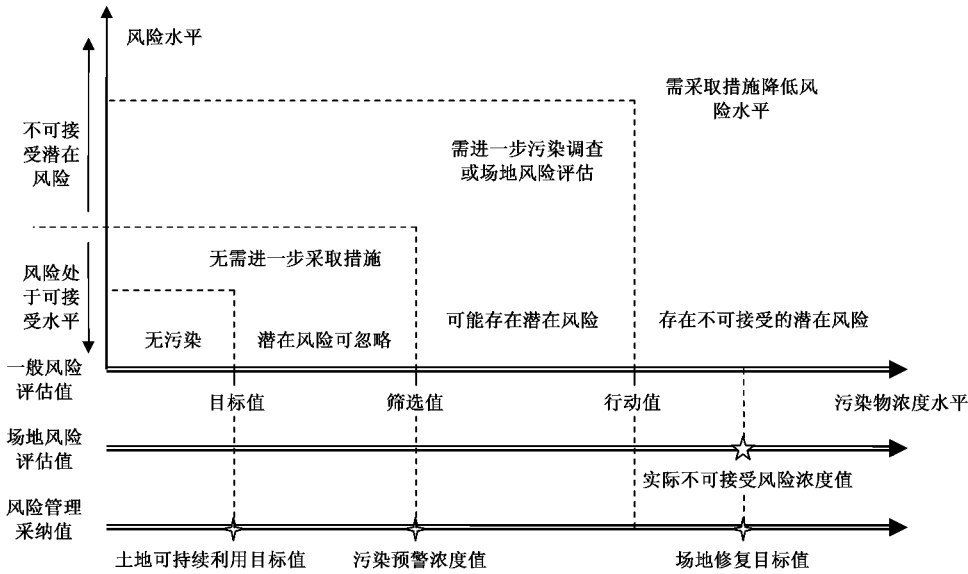 风险水平
需采取措施降低风
险水平
不可接
受潜在
风险
需进一步污染调查
或场地风险评估
无需进一步采取措施
风险处
于可接
受水平
无污染
潜在风险可忽略
可能存在潜在风险
存在不可接受的潜在风险
一般风险
评估值
目标值
筛选值
行动值
污染物浓度水平
场地风险
评估值
实际不可接受风险浓度值
风险管理
采纳值
土地可持续利用目标值
污染预警浓度值
场地修复目标值